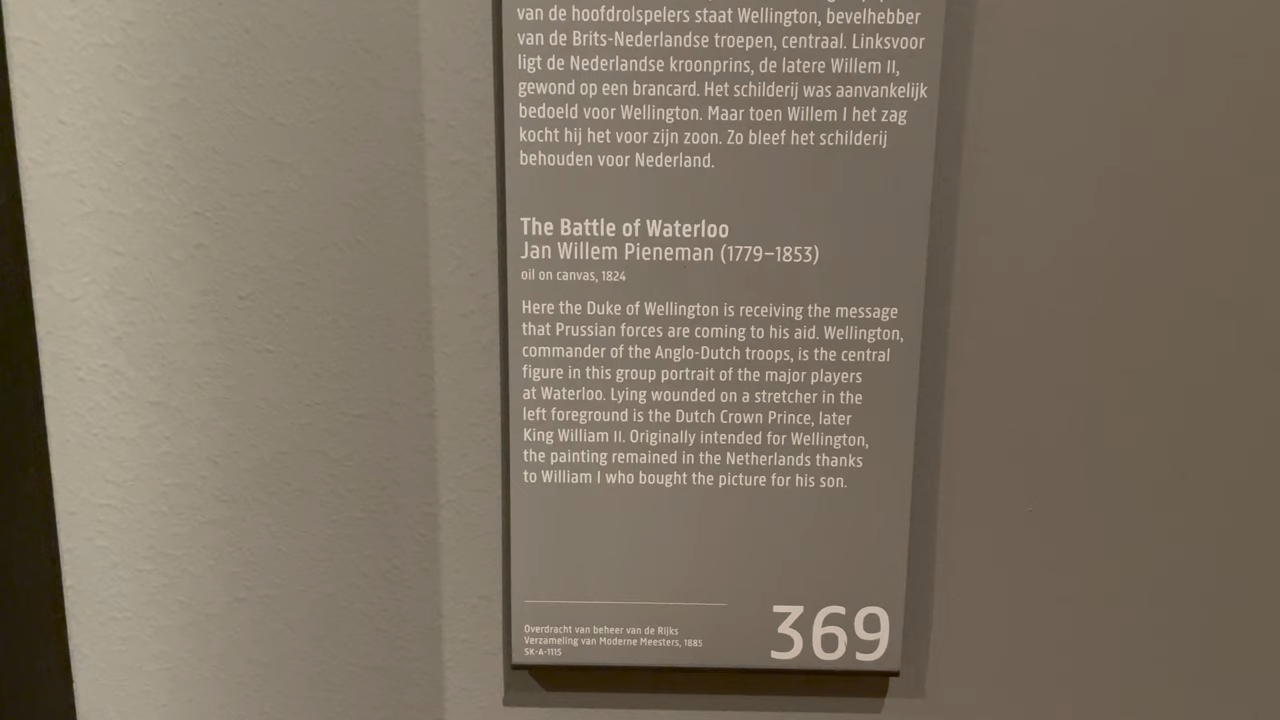 van de hoofdrolspelers staat Wellington, bevelhebber
van de Brits-Nederlandse troepen, centraal. Linksvoor
ligt de Nederlandse kroonprins, de latere Willem II,
gewond op een brancard. Het schilderij was aanvankelijk
bedoeld voor Wellington. Maar toen Willem I het zag
kocht hij het voor zijn zoon. Zo bleef het schilderij
behouden voor Nederland.
The Battle of Waterloo
Jan Willem Pieneman (1779–1853)
oil on canvas, 1824
Here the Duke of Wellington is receiving the message
that Prussian forces are coming to his aid. Wellington,
commander of the Anglo-Dutch troops, is the central
figure in this group portrait of the major players
at Waterloo. Lying wounded on a stretcher in the
left foreground is the Dutch Crown Prince, later
King William II. Originally intended for Wellington,
the painting remained in the Netherlands thanks
to William I who bought the picture for his son.
Overdracht van beheer van de Rijks
Verzameling van Moderne Meesters, 1885
SK-A-1115
369